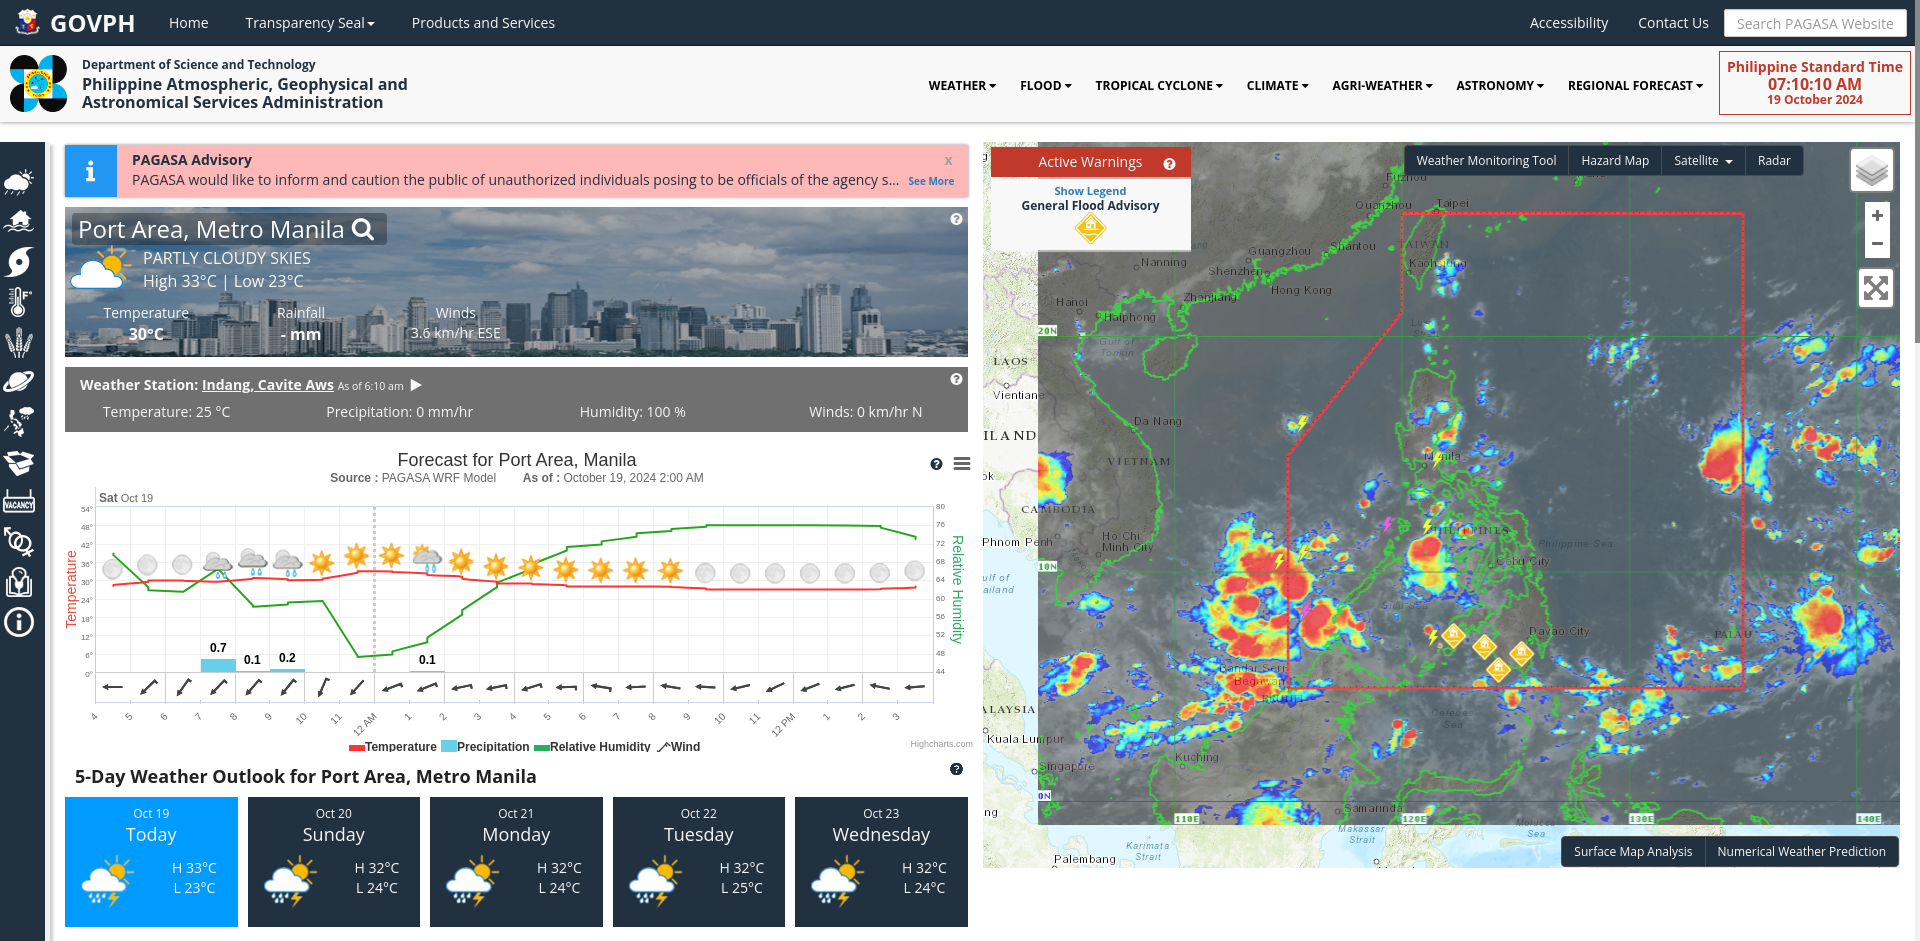 GOVPH
Home
Transparency Seal
Products and Services
Accessibility
Contact Us
Search PAGASA Website
Department of Science and Technology
Philippine Atmospheric, Geophysical and
Astronomical Services Administration
WEATHER
FLOOD
TROPICAL CYCLONE
CLIMATE
AGRI-WEATHER
ASTRONOMY
REGIONAL FORECAST
Philippine Standard Time
07:10:10 AM
19 October 2024
PAGASA Advisory
x
PAGASA would like to inform and caution the public of unauthorized individuals posing to be officials of the agency s... See More
Port Area, Metro Manila
PARTLY CLOUDY SKIES
High 33°C | Low 23°C
Temperature
Rainfall
Winds
30°C
- mm
3.6 km/hr ESE
Weather Station: Indang, Cavite Aws As of 6:10 am
Temperature: 25 °C
Precipitation: 0 mm/hr
Humidity: 100 %
Winds: 0 km/hr N
VACANCY
Forecast for Port Area, Manila
Source : PAGASA WRF Model As of : October 19, 2024 2:00 AM
Sat Oct 19
54°
48°
42°
36°
30°
24°
18°
12°
6°
0°
Temperature
80
76
72
68
64
60
56
52
48
44
Relative Humidity
0.7
0.1
0.2
0.1
4 5 6 7 8 9 10 11 12 AM 1 2 3 4 5 6 7 8 9 10 11 12 PM 1 2 3
Temperature Precipitation Relative Humidity Wind
Highcharts.com
5-Day Weather Outlook for Port Area, Metro Manila
Oct 19
Today
H 33°C
L 23°C
Oct 20
Sunday
H 32°C
L 24°C
Oct 21
Monday
H 32°C
L 24°C
Oct 22
Tuesday
H 32°C
L 25°C
Oct 23
Wednesday
H 32°C
L 24°C
Active Warnings
Show Legend
General Flood Advisory
Weather Monitoring Tool
Hazard Map
Satellite
Radar
+
−
Fuzhou
Quanzhou
Taipei
Guangzhou
Shantou
TAIWAN
Nanning
Shenzhen
Kaohsiung
Hanoi
Zhanjiang
Hong Kong
Haiphong
20N
Gulf of
Tonkin
LAOS
Vientiane
Da Nang
ILAND
VIETNAM
Manila
ok
CAMBODIA
PHILIPPINES
Phnom Penh
Ho Chi
Minh City
Philippine Sea
Cebu City
10N
ulf of
ailand
Davao City
PALAU
Bandar Seri
Begawan
BRUNEI
ALAYSIA
Celebes
Sea
Kuala Lumpur
Kuching
Singapore
0N
ng
Samarinda
110E
120E
130E
140E
Makassar
Strait
Molucca
Sea
Karimata
Strait
Palembang
Surface Map Analysis
Numerical Weather Prediction